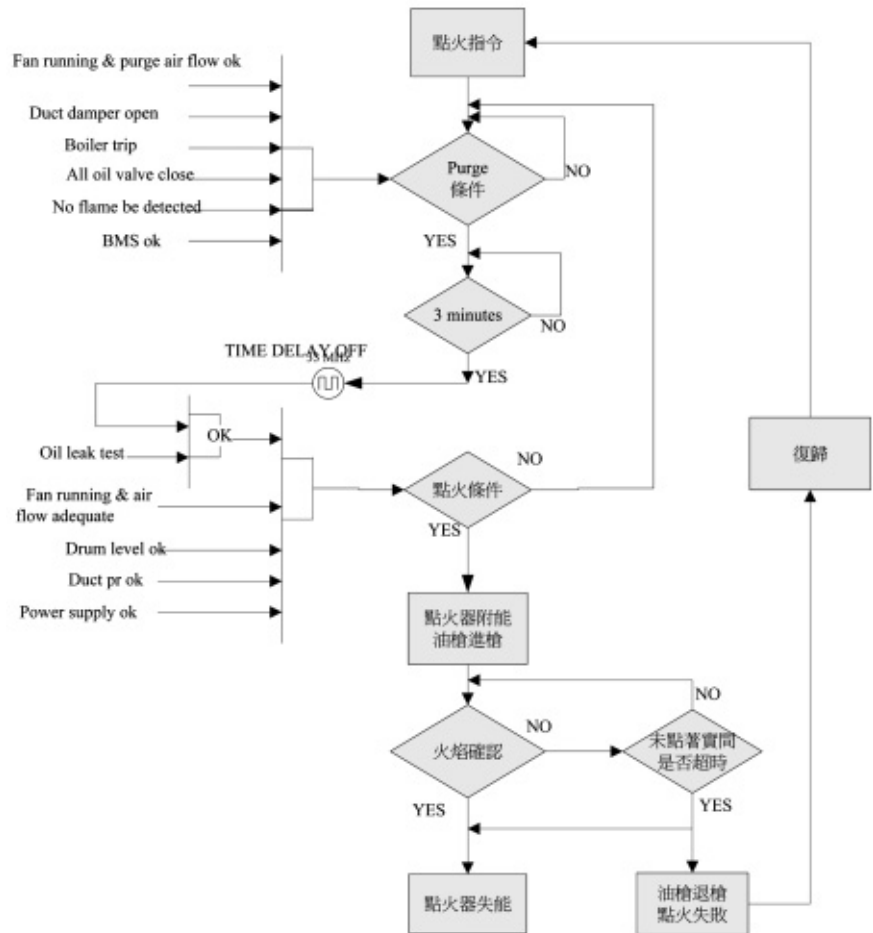 點火指令
Fan running & purge air flow ok
Duct damper open
Boiler trip
All oil valve close
No flame be detected
BMS ok
Purge
條件
NO
YES
3 minutes
NO
YES
TIME DELAY OFF
33 MHZ
Oil leak test
OK
Fan running & air
flow adequate
Drum level ok
Duct pr ok
Power supply ok
點火條件
NO
YES
復歸
點火器附能
油槍進槍
火焰確認
NO
YES
未點著實間
是否超時
NO
YES
點火器失能
油槍退槍
點火失敗